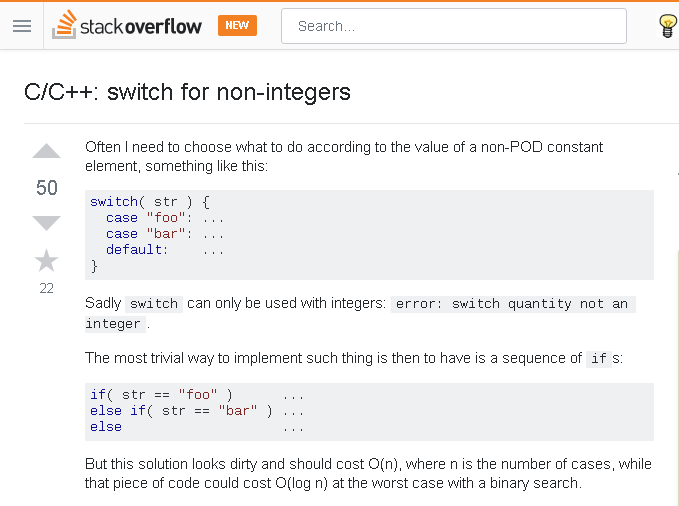 stackoverflow NEW Search...
C/C++: switch for non-integers
Often I need to choose what to do according to the value of a non-POD constant
element, something like this:
50
switch( str ) {
case "foo": ...
case "bar": ...
default: ...
}
22
Sadly switch can only be used with integers: error: switch quantity not an
integer.
The most trivial way to implement such thing is then to have is a sequence of if s:
if( str == "foo" ) ...
else if( str == "bar" ) ...
else ...
But this solution looks dirty and should cost O(n), where n is the number of cases, while
that piece of code could cost O(log n) at the worst case with a binary search.